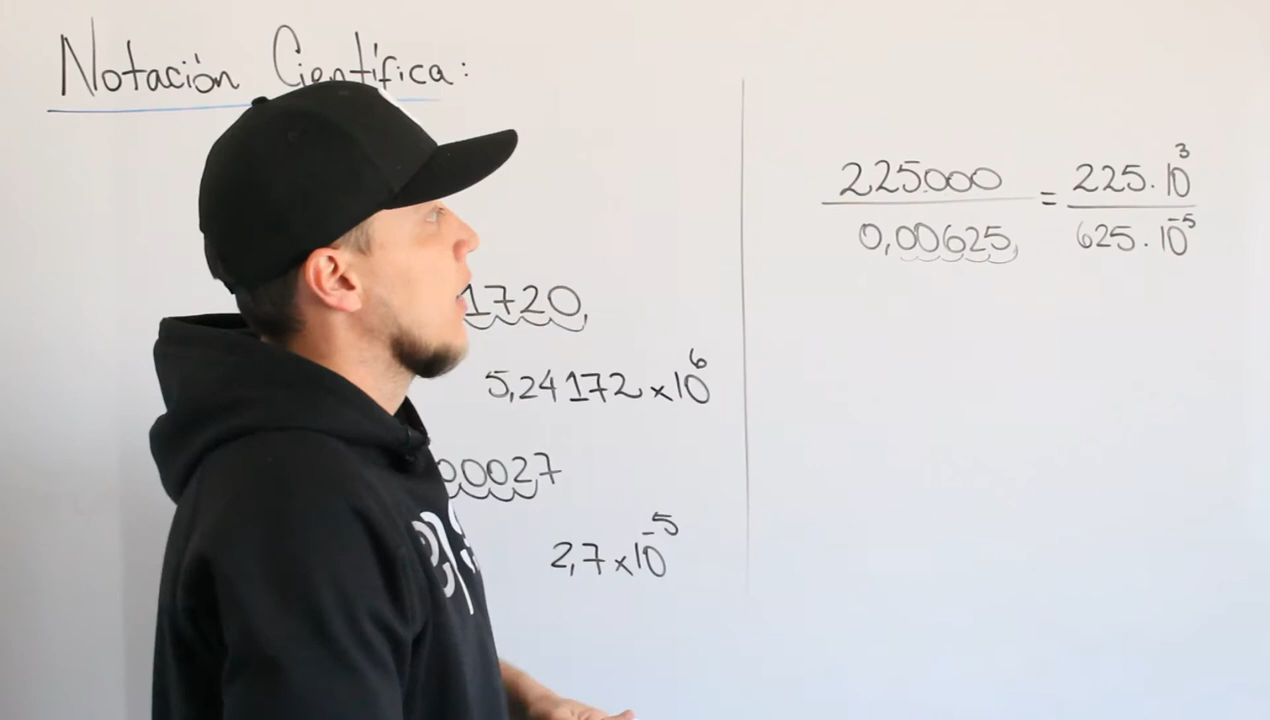 Notación Científica:
1720,
5,24172 x 10⁶
00027
2,7 x 10⁻⁵
225.000 / 0,00625, = 225 . 10³ / 625 . 10⁻⁵